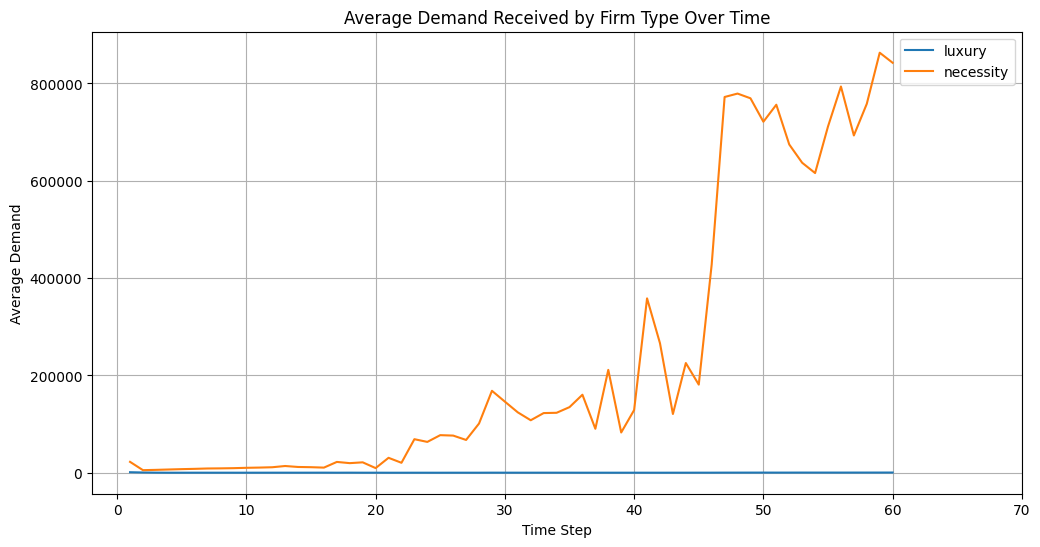 Average Demand Received by Firm Type Over Time
luxury
necessity
Average Demand
800000
600000
400000
200000
0
0 10 20 30 40 50 60 70
Time Step